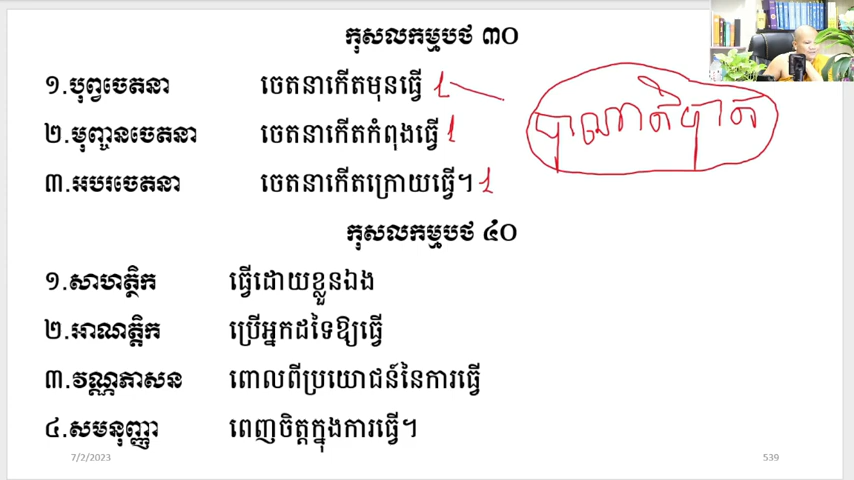 កុសលកម្មបថ ៣០
១.បុព្វចេតនា ចេតនាកើតមុនធ្វើ 1
២.មុញ្ចនចេតនា ចេតនាកើតកំពុងធ្វើ 1
៣.អបរចេតនា ចេតនាកើតក្រោយធ្វើ។ 1
បាណាតិបាត
កុសលកម្មបថ ៤០
១.សាហត្ថិក ធ្វើដោយខ្លួនឯង
២.អាណត្តិក ប្រើអ្នកដទៃឱ្យធ្វើ
៣.វណ្ណភាសន ពោលពីប្រយោជន៍នៃការធ្វើ
៤.សមនុញ្ញា ពេញចិត្តក្នុងការធ្វើ។
7/2/2023 539